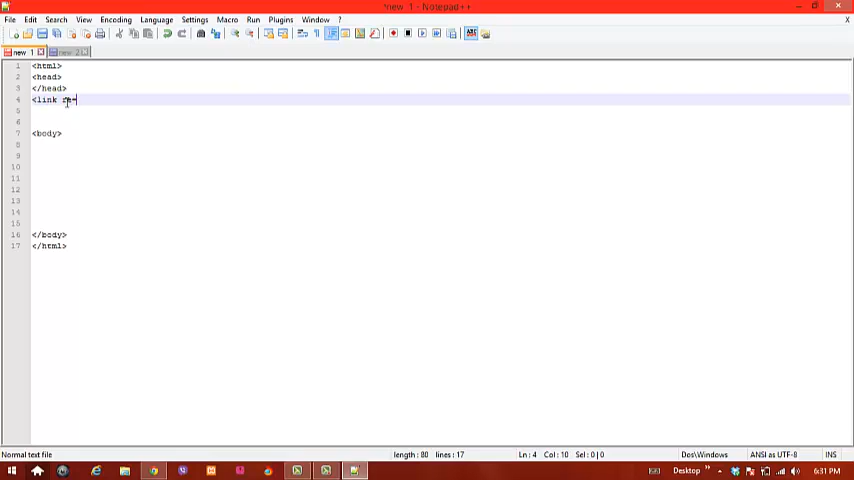 *new 1 - Notepad++
File Edit Search View Encoding Language Settings Macro Run Plugins Window ? X
new 1 new 2
1 <html>
2 <head>
3 </head>
4 <link re=
5
6
7 <body>
8
9
10
11
12
13
14
15
16 </body>
17 </html>
Normal text file length : 80 lines : 17 Ln : 4 Col : 10 Sel : 0 | 0 Dos\Windows ANSI as UTF-8 INS
Desktop 6:31 PM